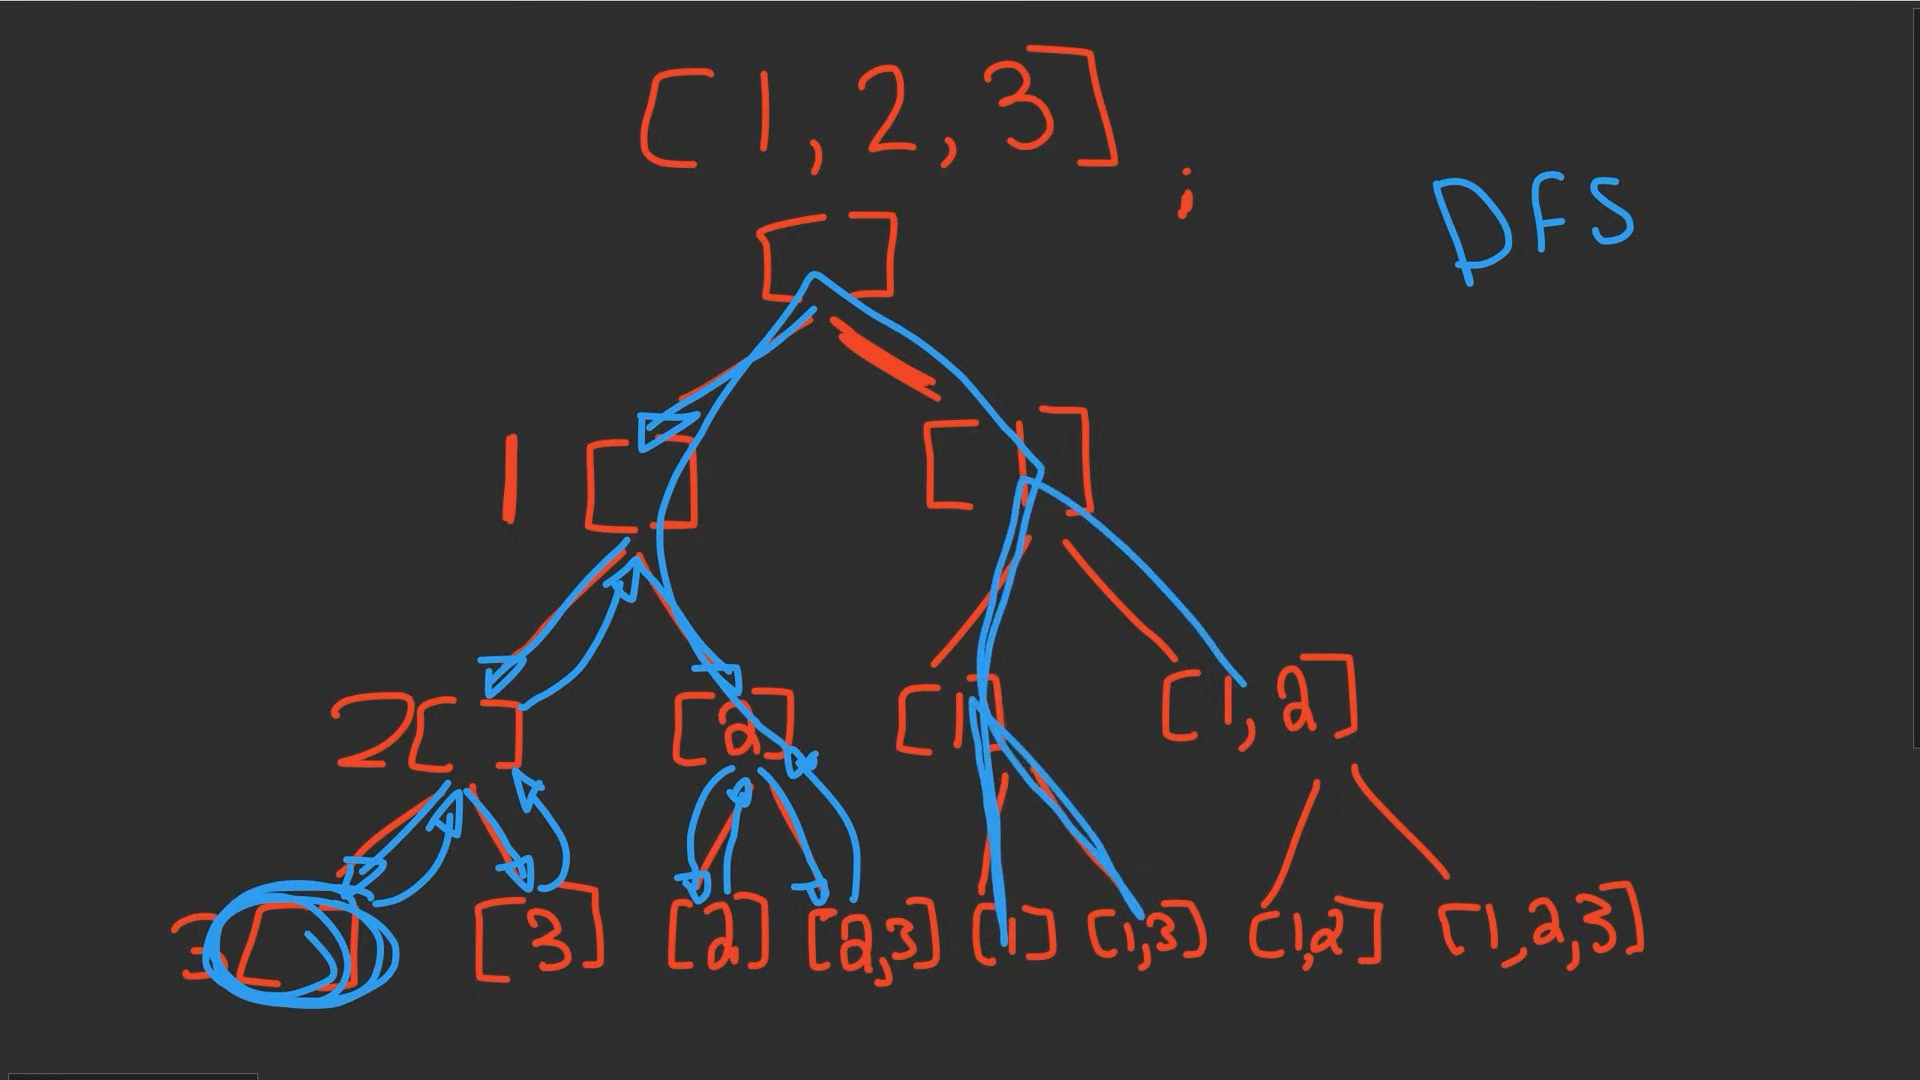 [1,2,3]
;
DFS
[ ]
1 [ ] [1]
2 [ ] [2] [1] [1,2]
3 [ ] [3] [2] [2,3] [1] [1,3] [1,2] [1,2,3]